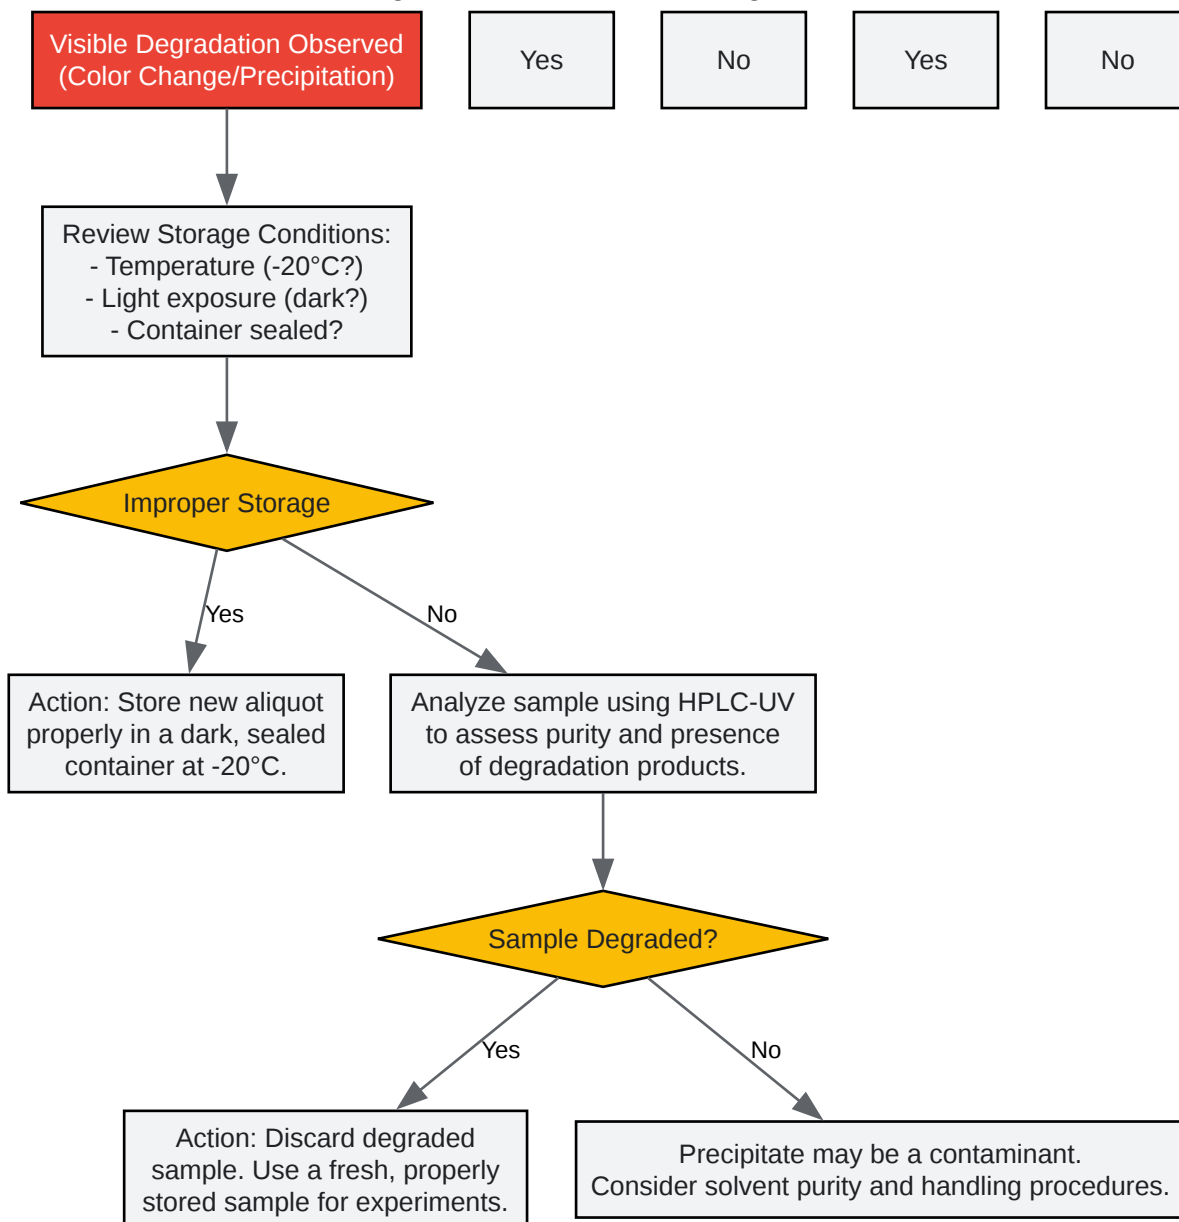 Visible Degradation Observed
(Color Change/Precipitation)
Yes
No
Yes
No
Review Storage Conditions:
- Temperature (-20°C?)
- Light exposure (dark?)
- Container sealed?
Improper Storage
Yes
No
Action: Store new aliquot
properly in a dark, sealed
container at -20°C.
Analyze sample using HPLC-UV
to assess purity and presence
of degradation products.
Sample Degraded?
Yes
No
Action: Discard degraded
sample. Use a fresh, properly
stored sample for experiments.
Precipitate may be a contaminant.
Consider solvent purity and handling procedures.